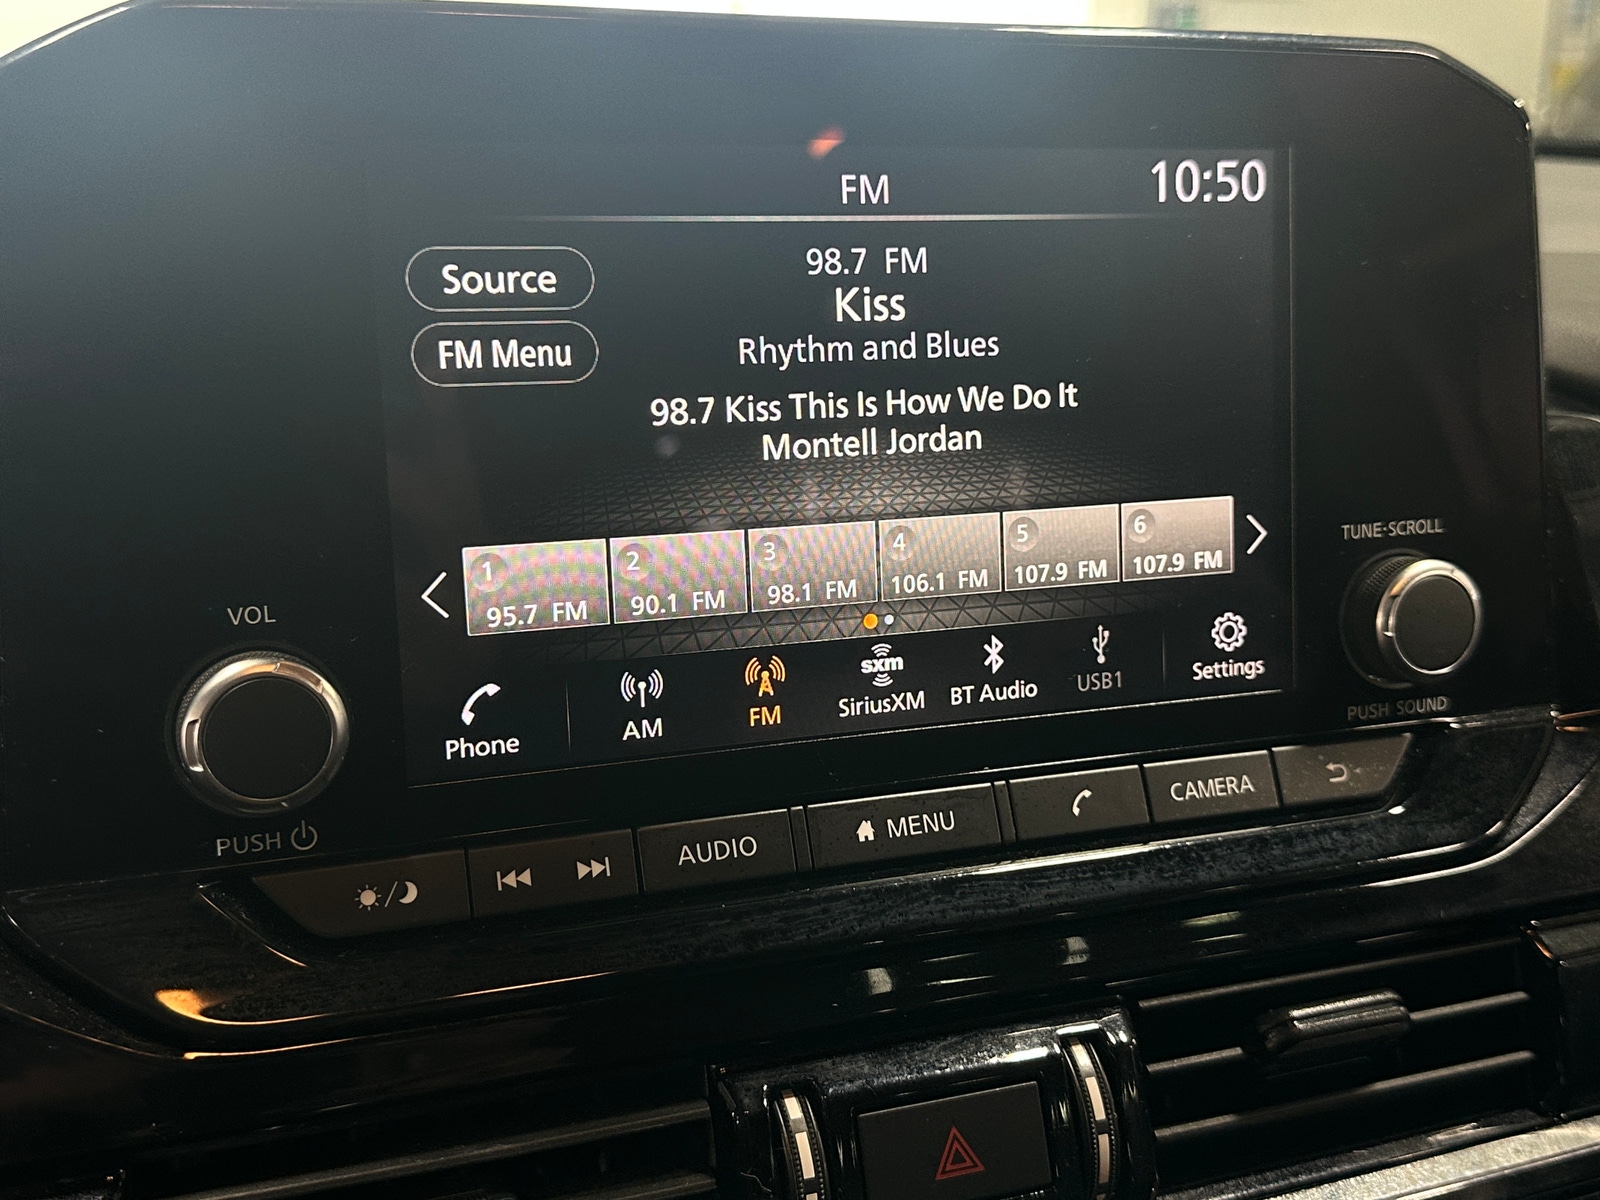 FM
10:50
Source
98.7 FM
Kiss
FM Menu
Rhythm and Blues
98.7 Kiss This Is How We Do It
Montell Jordan
1
95.7 FM
2
90.1 FM
3
98.1 FM
4
106.1 FM
5
107.9 FM
6
107.9 FM
Phone
AM
FM
sxm
SiriusXM
BT Audio
USB1
Settings
VOL
PUSH
TUNE·SCROLL
PUSH SOUND
AUDIO
MENU
CAMERA